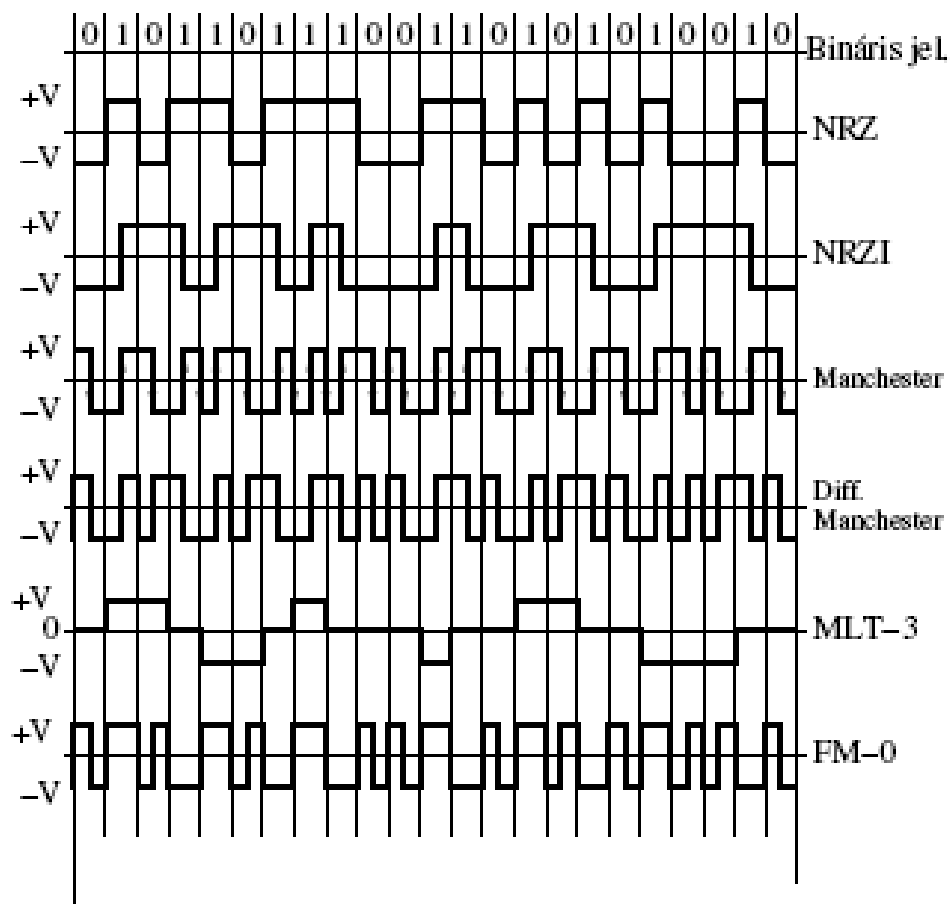 0 1 0 1 1 0 1 1 1 0 0 1 1 0 1 0 1 0 1 0 0 1 0 Bináris jel.
+V
NRZ
−V
+V
NRZI
−V
+V
Manchester
−V
+V
Diff.
Manchester
−V
+V
0 MLT−3
−V
+V
FM−0
−V